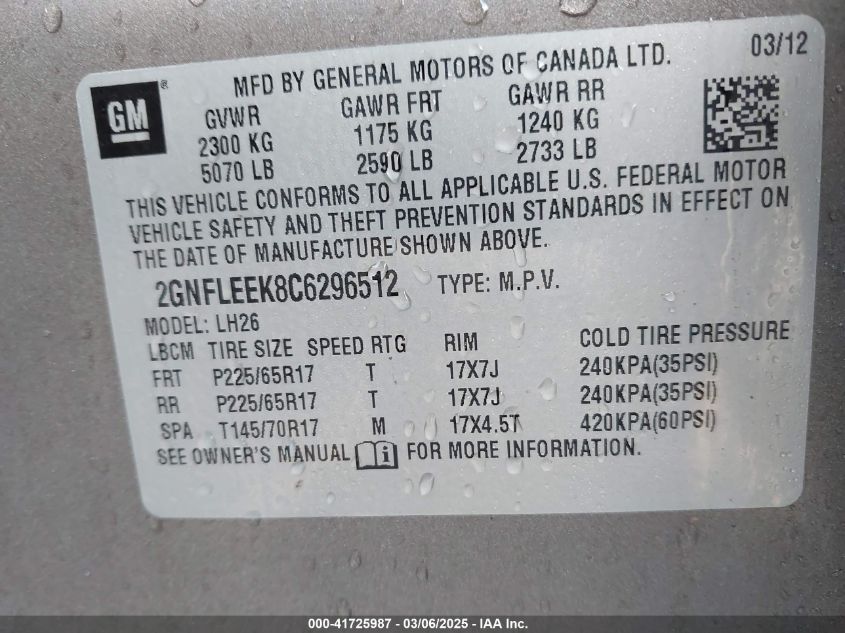 03/12
MFD BY GENERAL MOTORS OF CANADA LTD.
GM ®
GVWR GAWR FRT GAWR RR
2300 KG 1175 KG 1240 KG
5070 LB 2590 LB 2733 LB
THIS VEHICLE CONFORMS TO ALL APPLICABLE U.S. FEDERAL MOTOR
VEHICLE SAFETY AND THEFT PREVENTION STANDARDS IN EFFECT ON
THE DATE OF MANUFACTURE SHOWN ABOVE.
2GNFLEEK8C6296512 TYPE: M.P.V.
MODEL: LH26
LBCM TIRE SIZE SPEED RTG RIM COLD TIRE PRESSURE
FRT P225/65R17 T 17X7J 240KPA(35PSI)
RR P225/65R17 T 17X7J 240KPA(35PSI)
SPA T145/70R17 M 17X4.5T 420KPA(60PSI)
SEE OWNER'S MANUAL i FOR MORE INFORMATION.
000-41725987 - 03/06/2025 - IAA Inc.